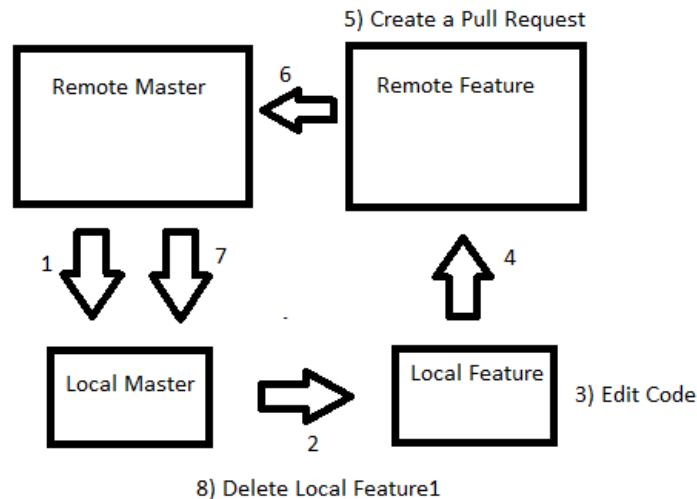 5) Create a Pull Request
Remote Master
6
Remote Feature
1
7
4
Local Master
2
Local Feature
3) Edit Code
8) Delete Local Feature1